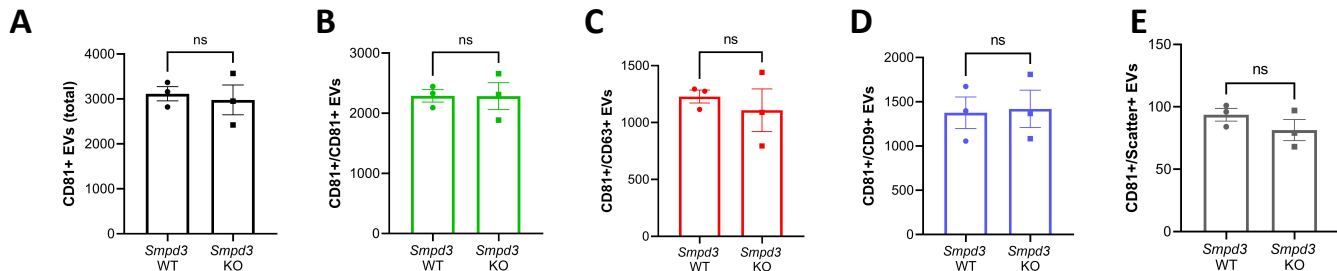 A
CD81+ EVs (total)
4000
3000
2000
1000
0
ns
Smpd3
WT
Smpd3
KO
B
CD81+/CD81+ EVs
3000
2000
1000
0
ns
Smpd3
WT
Smpd3
KO
C
CD81+/CD63+ EVs
1500
1000
500
0
ns
Smpd3
WT
Smpd3
KO
D
CD81+/CD9+ EVs
2000
1500
1000
500
0
ns
Smpd3
WT
Smpd3
KO
E
CD81+/Scatter+ EVs
150
100
50
0
ns
Smpd3
WT
Smpd3
KO